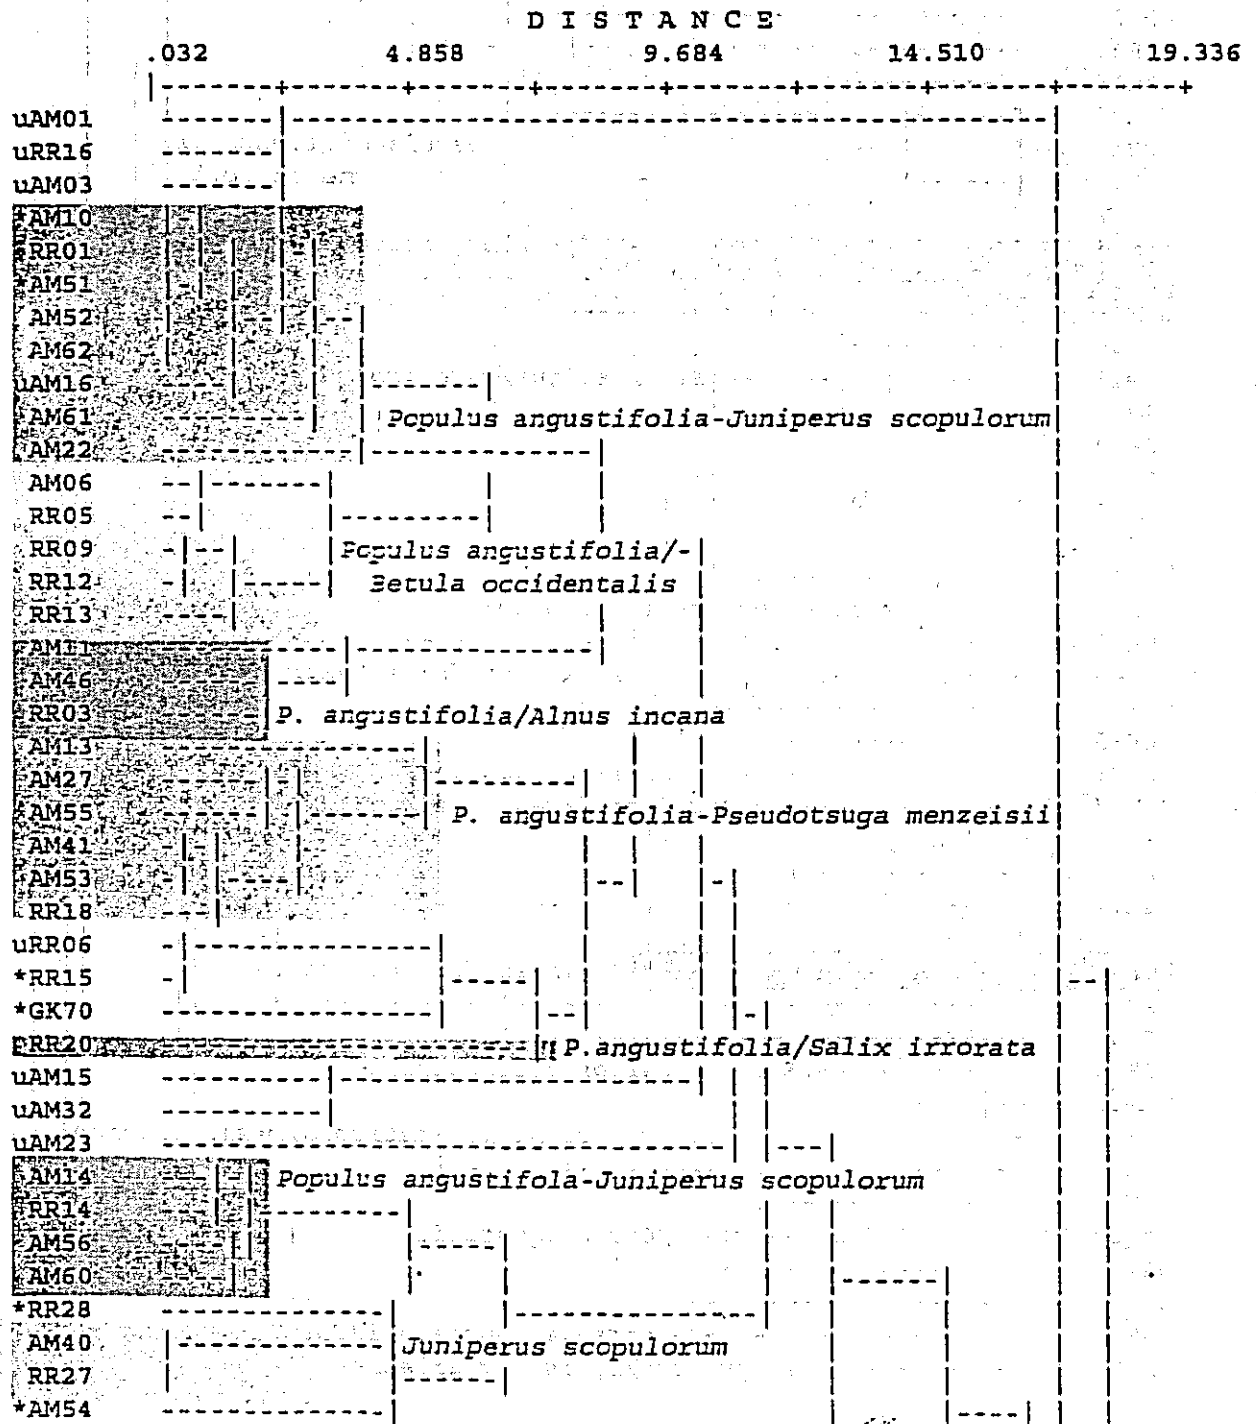 D I S T A N C E
.032 4.858 9.684 14.510 19.336
|-------+-------+-------+-------+-------+-------+-------+-------+
uAM01
uRR16
uAM03
*AM10
*RR01
*AM51
AM52
AM62
uAM16
AM61 Populus angustifolia-Juniperus scopulorum
AM22
AM06
RR05
RR09 Populus angustifolia/-
RR12 Betula occidentalis
RR13
AM11
AM46
RR03 P. angustifolia/Alnus incana
AM13
AM27
*AM55 P. angustifolia-Pseudotsuga menzeisii
AM41
*AM53
RR18
uRR06
*RR15
*GK70
RR20 P.angustifolia/Salix irrorata
uAM15
uAM32
uAM23
AM14 Populus angustifola-Juniperus scopulorum
RR14
AM56
AM60
*RR28
AM40 Juniperus scopulorum
RR27
*AM54